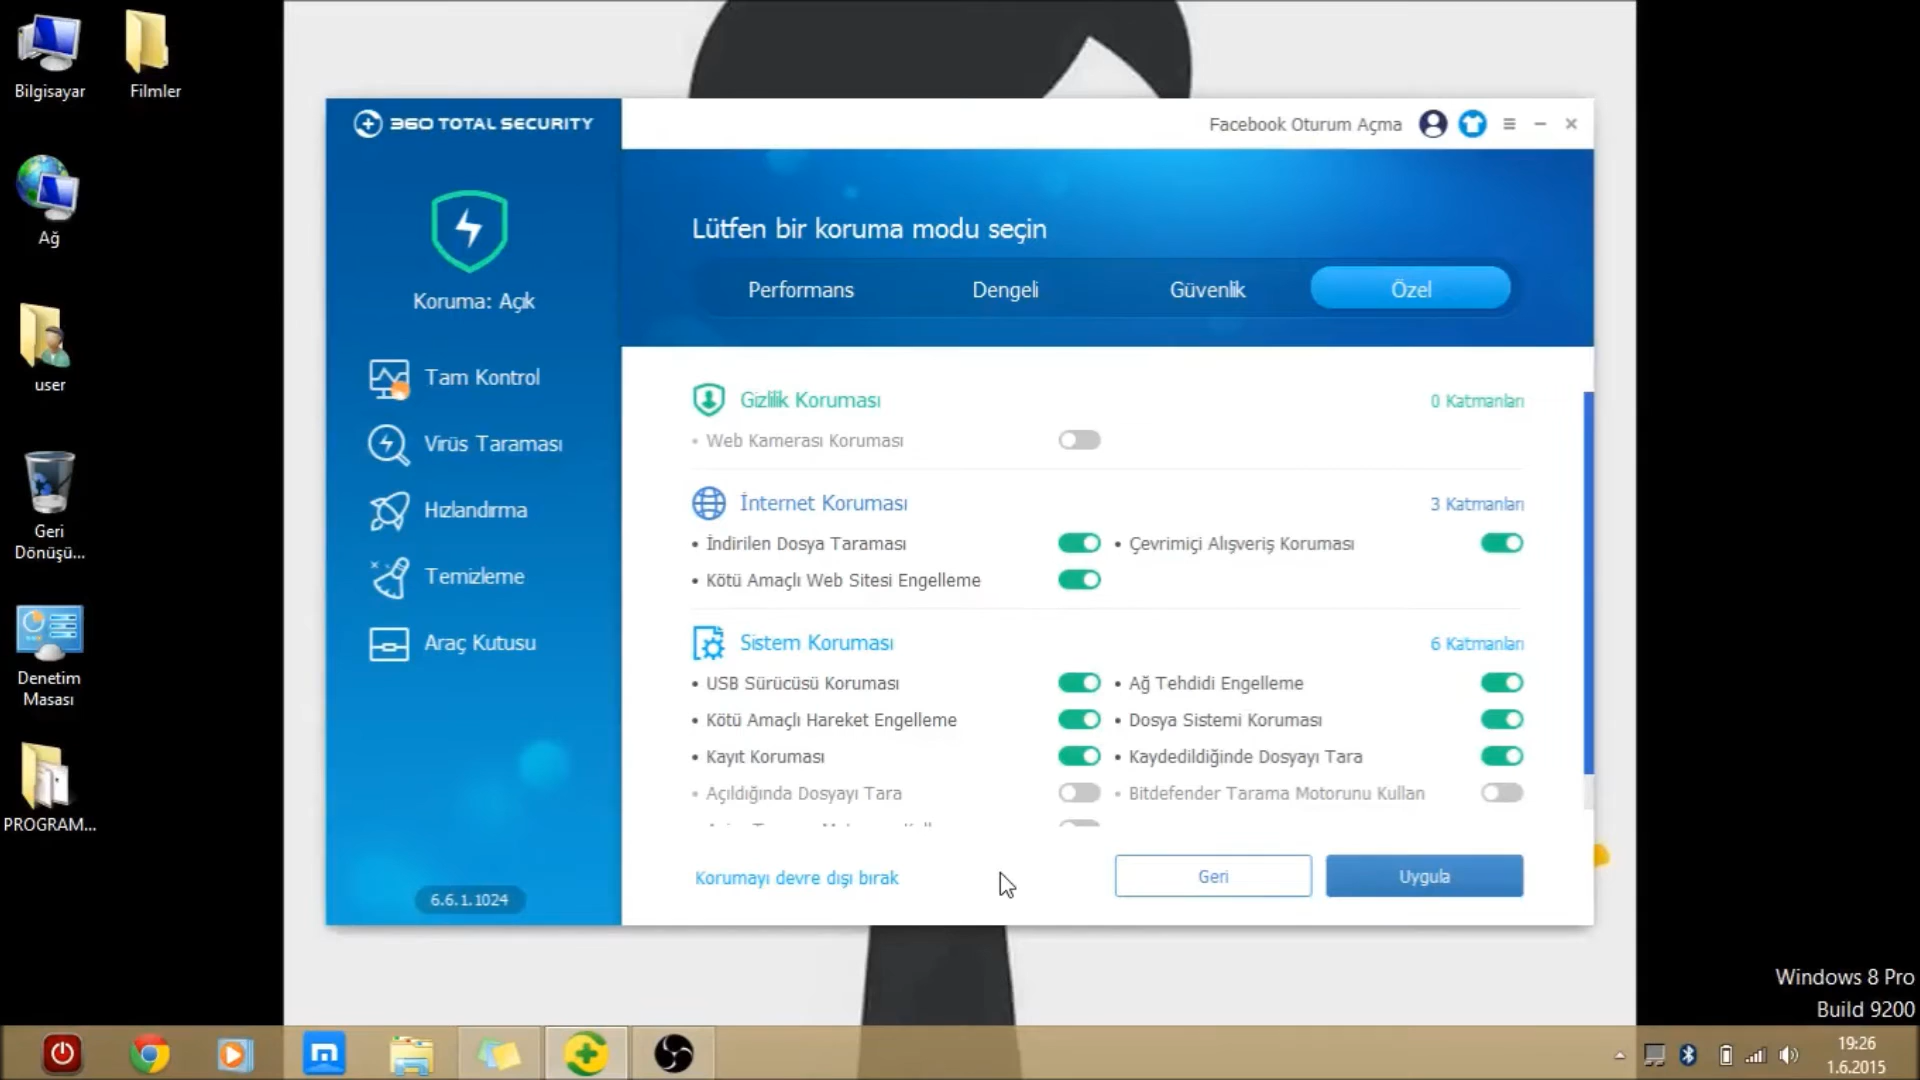 Bilgisayar
Filmler
Ağ
user
Geri
Dönüşü...
Denetim
Masası
PROGRAM...
360 TOTAL SECURITY
Koruma: Açık
Tam Kontrol
Virüs Taraması
Hızlandırma
Temizleme
Araç Kutusu
6.6.1.1024
Facebook Oturum Açma
Lütfen bir koruma modu seçin
Performans
Dengeli
Güvenlik
Özel
Gizlilik Koruması
0 Katmanları
• Web Kamerası Koruması
İnternet Koruması
3 Katmanları
• İndirilen Dosya Taraması
• Çevrimiçi Alışveriş Koruması
• Kötü Amaçlı Web Sitesi Engelleme
Sistem Koruması
6 Katmanları
• USB Sürücüsü Koruması
• Ağ Tehdidi Engelleme
• Kötü Amaçlı Hareket Engelleme
• Dosya Sistemi Koruması
• Kayıt Koruması
• Kaydedildiğinde Dosyayı Tara
• Açıldığında Dosyayı Tara
• Bitdefender Tarama Motorunu Kullan
Korumayı devre dışı bırak
Geri
Uygula
Windows 8 Pro
Build 9200
19:26
1.6.2015